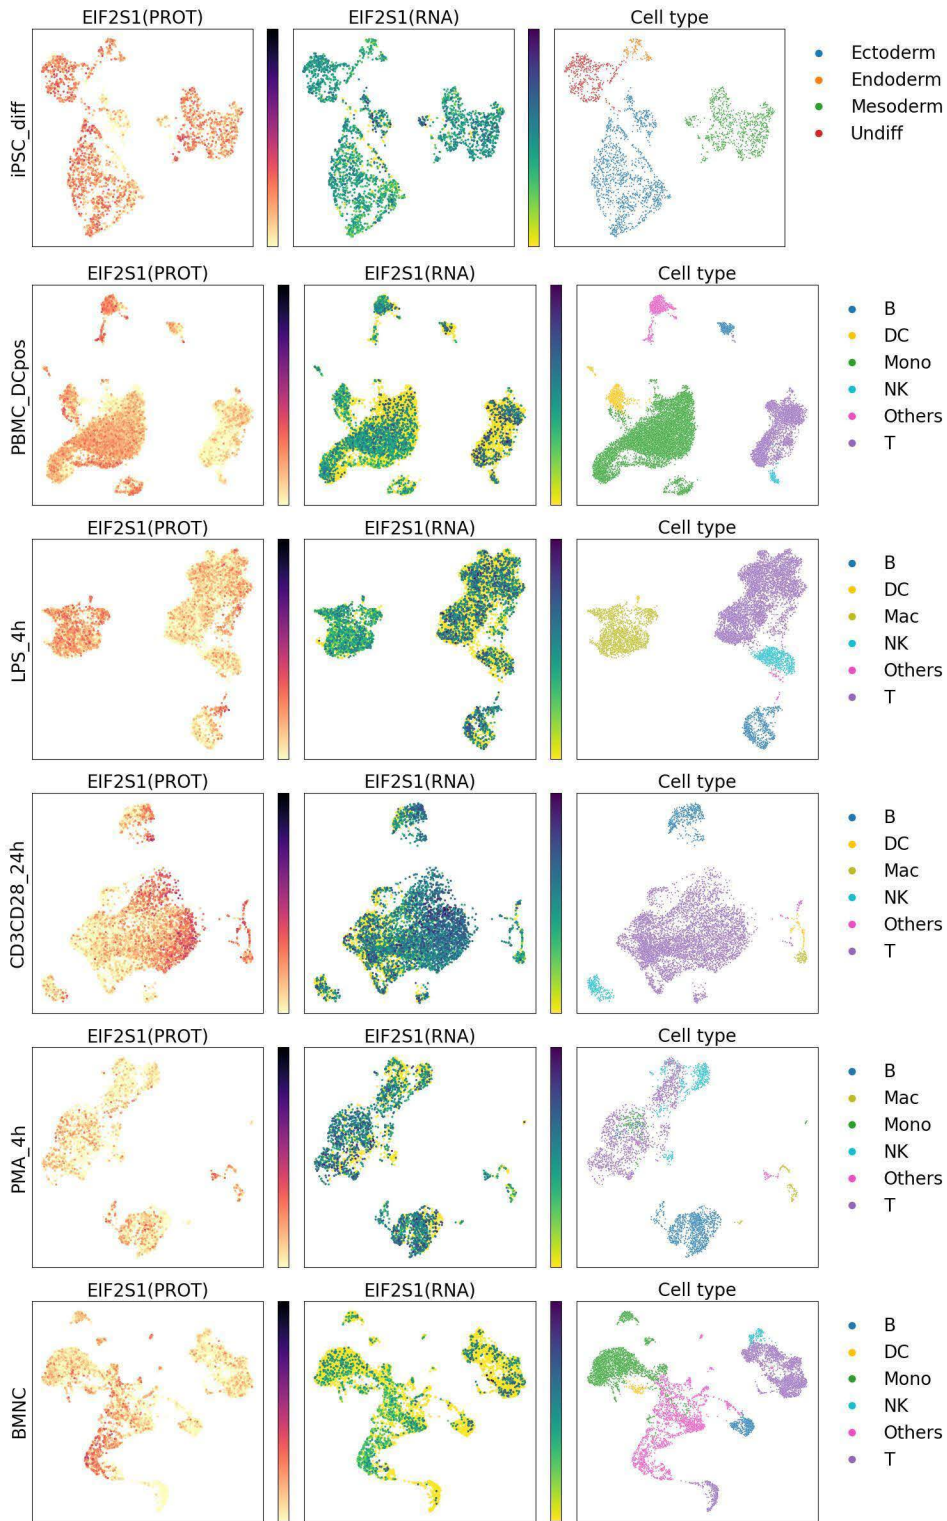 EIF2S1(PROT) EIF2S1(RNA) Cell type
iPSC_diff
Ectoderm
Endoderm
Mesoderm
Undiff
EIF2S1(PROT) EIF2S1(RNA) Cell type
PBMC_DCpos
B
DC
Mono
NK
Others
T
EIF2S1(PROT) EIF2S1(RNA) Cell type
LPS_4h
B
DC
Mac
NK
Others
T
EIF2S1(PROT) EIF2S1(RNA) Cell type
CD3CD28_24h
B
DC
Mac
NK
Others
T
EIF2S1(PROT) EIF2S1(RNA) Cell type
PMA_4h
B
Mac
Mono
NK
Others
T
EIF2S1(PROT) EIF2S1(RNA) Cell type
BMNC
B
DC
Mono
NK
Others
T